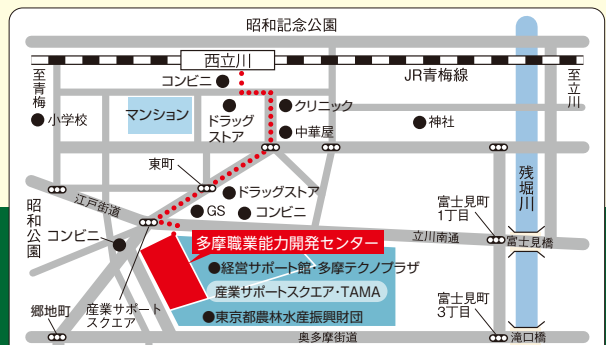 昭和記念公園
西立川
JR青梅線
至青梅
至立川
コンビニ
クリニック
小学校
マンション
ドラッグ
ストア
中華屋
神社
東町
残堀川
昭和公園
江戸街道
ドラッグストア
GS
コンビニ
富士見町
1丁目
コンビニ
多摩職業能力開発センター
立川南通
富士見橋
経営サポート館・多摩テクノプラザ
産業サポートスクエア・TAMA
郷地町
産業サポート
スクエア
東京都農林水産振興財団
富士見町
3丁目
奥多摩街道
滝口橋